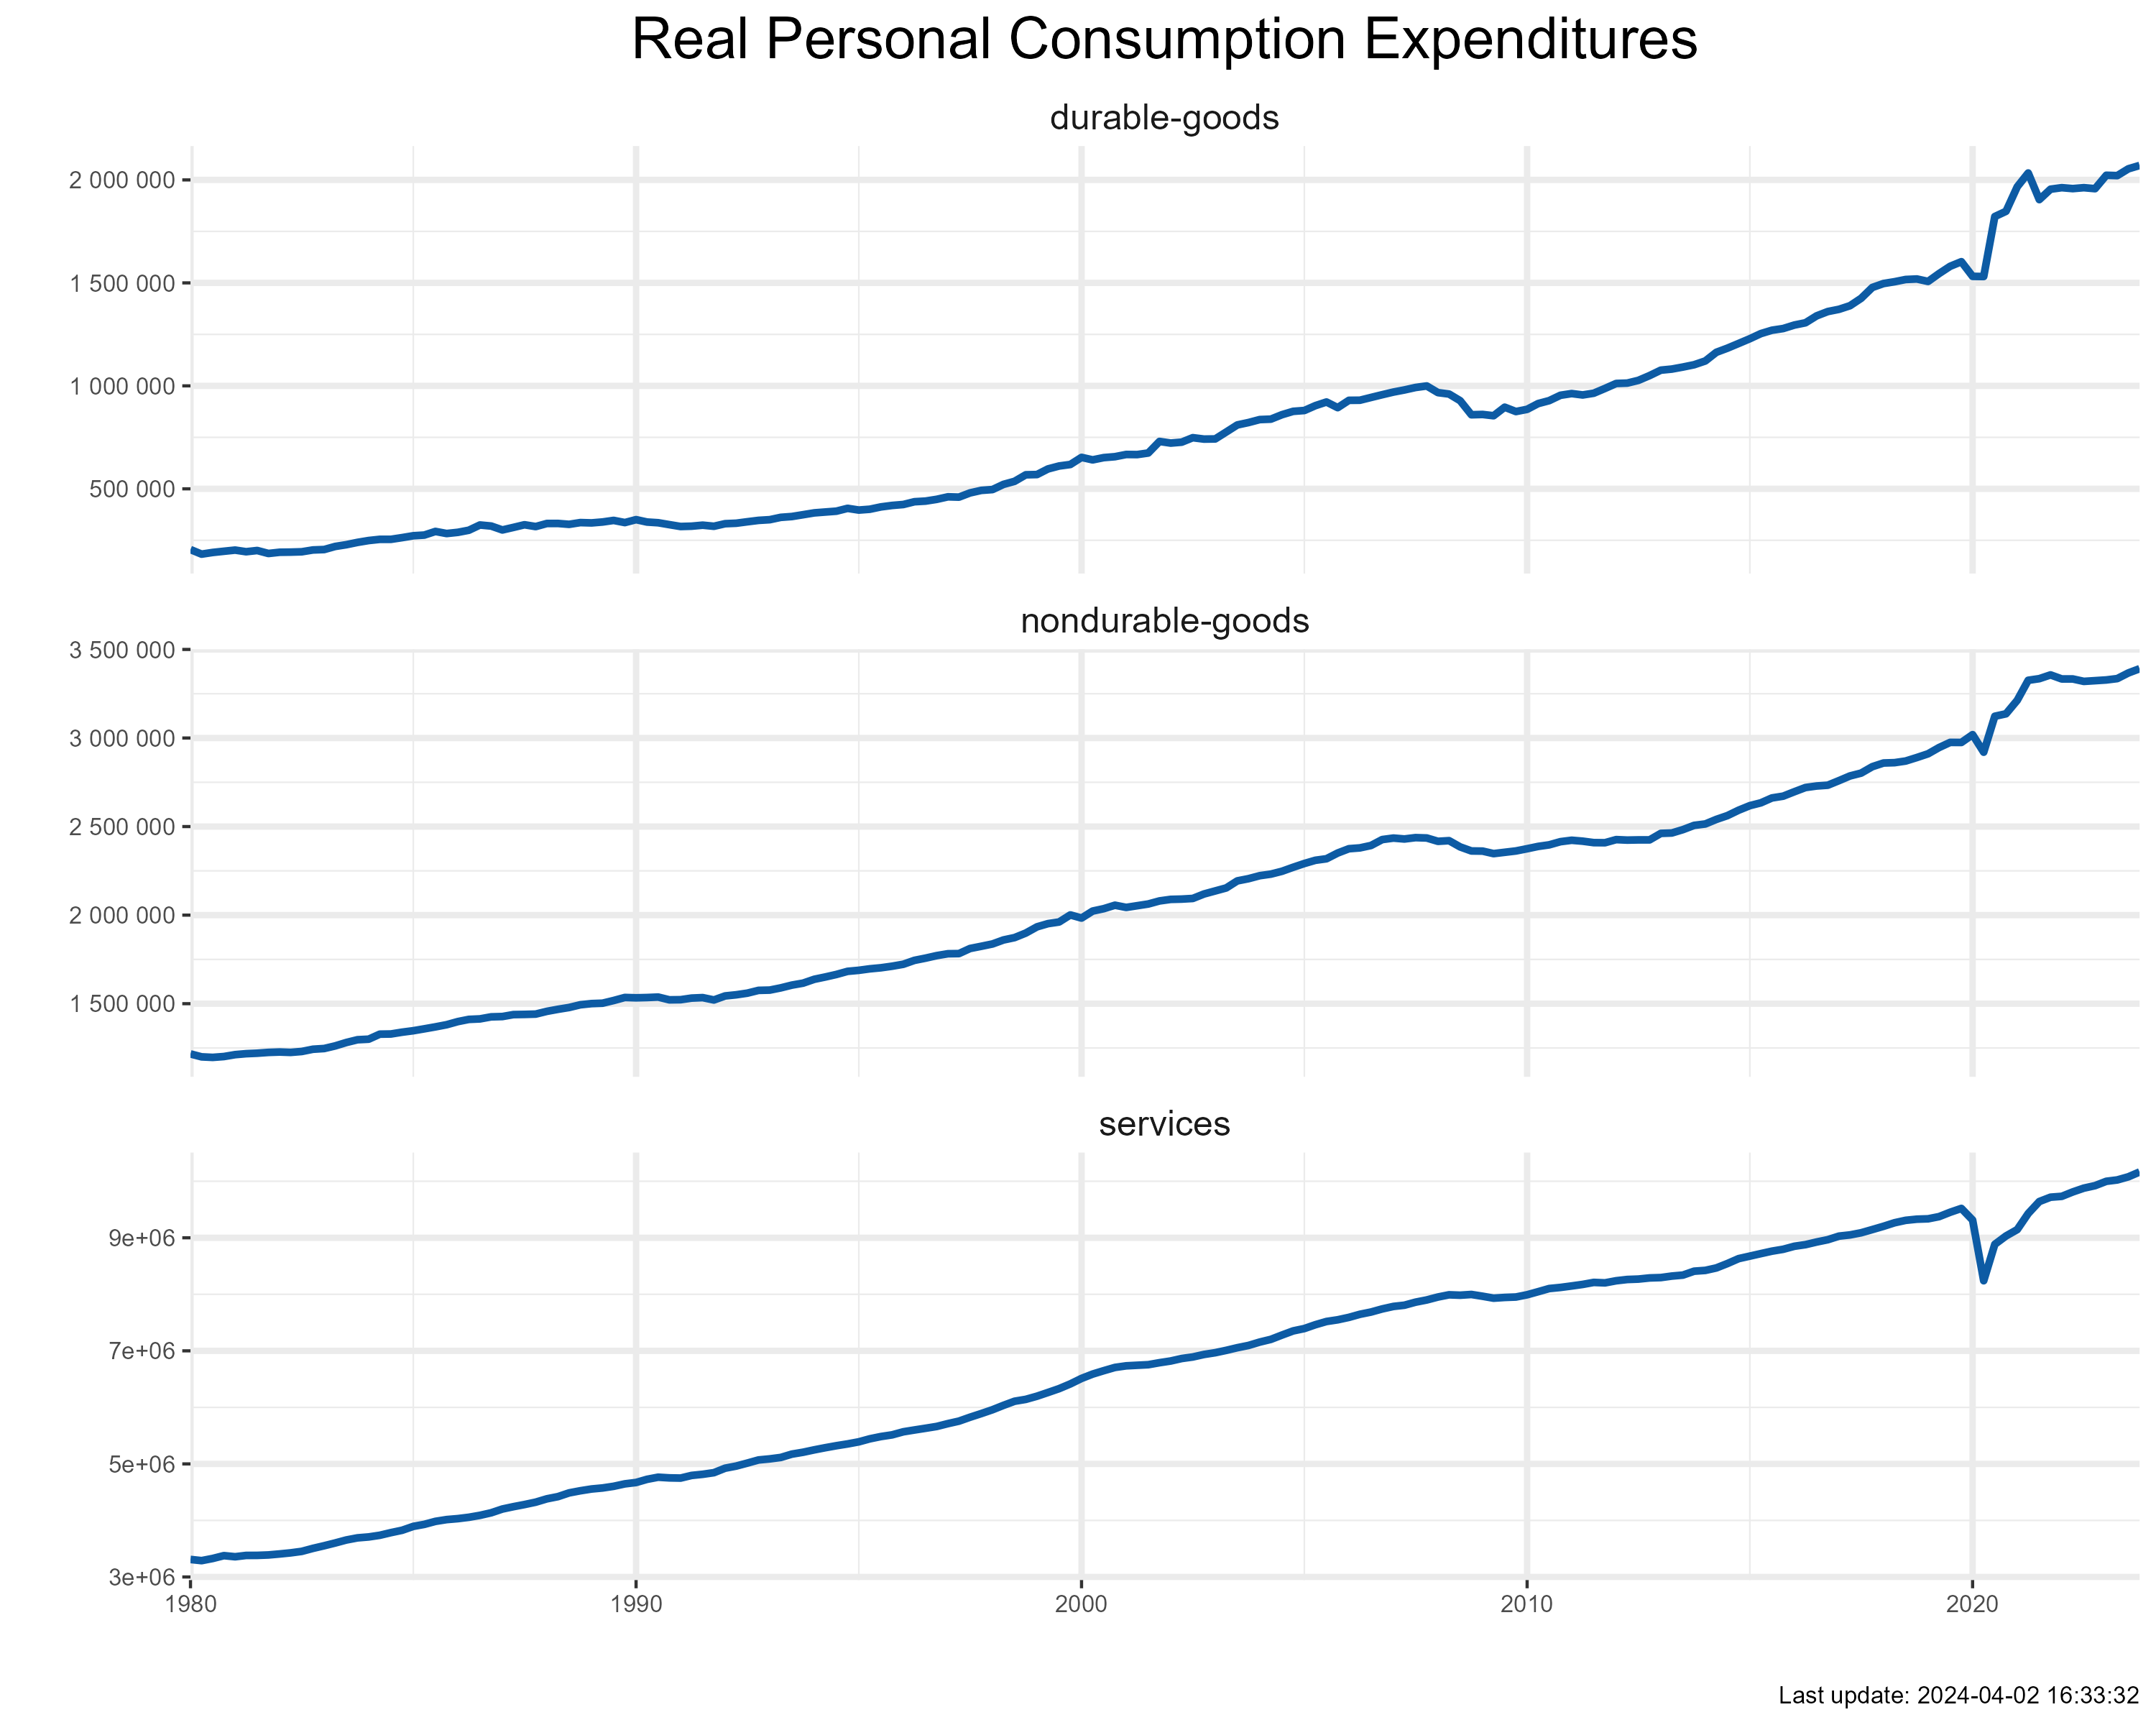 Real Personal Consumption Expenditures
durable-goods
2 000 000
1 500 000
1 000 000
500 000
nondurable-goods
3 500 000
3 000 000
2 500 000
2 000 000
1 500 000
services
9e+06
7e+06
5e+06
3e+06
1980 1990 2000 2010 2020
Last update: 2024-04-02 16:33:32